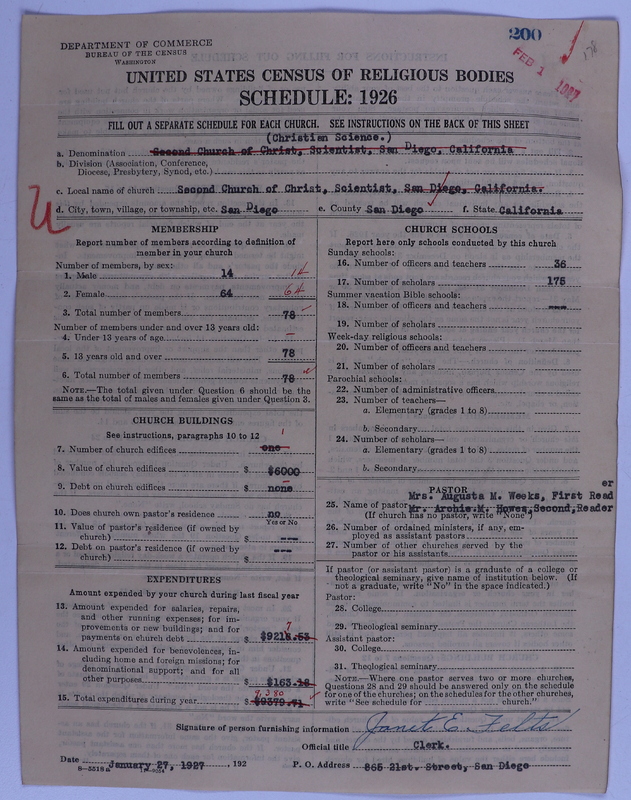 200
FEB 1 1927
178
DEPARTMENT OF COMMERCE
BUREAU OF THE CENSUS
WASHINGTON
UNITED STATES CENSUS OF RELIGIOUS BODIES
SCHEDULE: 1926
FILL OUT A SEPARATE SCHEDULE FOR EACH CHURCH. SEE INSTRUCTIONS ON THE BACK OF THIS SHEET
(Christian Science.)
a. Denomination Second Church of Christ, Scientist, San Diego, California
b. Division (Association, Conference,
Diocese, Presbytery, Synod, etc.)
c. Local name of church Second Church of Christ, Scientist, San Diego, California.
d. City, town, village, or township, etc. San Diego e. County San Diego f. State California
U
MEMBERSHIP
Report number of members according to definition of
member in your church
Number of members, by sex:
1. Male 14 14
2. Female 64 64
3. Total number of members 78
Number of members under and over 13 years old:
4. Under 13 years of age —
5. 13 years old and over 78
6. Total number of members 78
NOTE.—The total given under Question 6 should be
same as the total of males and females given under Question 3.
CHURCH BUILDINGS
See instructions, paragraphs 10 to 12
1
7. Number of church edifices one
8. Value of church edifices $ $6000
9. Debt on church edifices $ none
10. Does church own pastor's residence no
Yes or No
11. Value of pastor's residence (if owned by
church) $ ---
12. Debt on pastor's residence (if owned by
church) $ ---
EXPENDITURES
Amount expended by your church during last fiscal year
13. Amount expended for salaries, repairs,
and other running expenses; for im-
provements or new buildings; and for
7
payments on church debt $9216.53
14. Amount expended for benevolences, in-
cluding home and foreign missions; for
denominational support; and for all
other purposes $ $163.18
9,380
15. Total expenditures during year $ $9379.71
CHURCH SCHOOLS
Report here only schools conducted by this church
Sunday schools:
16. Number of officers and teachers 36
17. Number of scholars 175
Summer vacation Bible schools:
18. Number of officers and teachers ---
19. Number of scholars
Week-day religious schools:
20. Number of officers and teachers
21. Number of scholars
Parochial schools:
22. Number of administrative officers
23. Number of teachers—
a. Elementary (grades 1 to 8)
b. Secondary
24. Number of scholars—
a. Elementary (grades 1 to 8)
b. Secondary
PASTOR
er
Mrs. Augusta M. Weeks, First Read
25. Name of pastor Mr. Archie M. Howes, Second, Reader
(If church has no pastor, write "None")
26. Number of ordained ministers, if any, em-
ployed as assistant pastors
27. Number of other churches served by the
pastor or his assistants
If pastor (or assistant pastor) is a graduate of a college or
theological seminary, give name of institution below. (If
not a graduate, write "No" in the space indicated.)
Pastor:
28. College
29. Theological seminary
Assistant pastor:
30. College
31. Theological seminary
NOTE.—Where one pastor serves two or more churches,
Questions 28 and 29 should be answered only on the schedule
for one of the churches; on the schedules for the other churches,
write "See schedule for church."
Signature of person furnishing information Janet E. Felts
Official title Clerk.
Date January 27, 1927 , 192 P. O. Address 865 21st. Street, San Diego